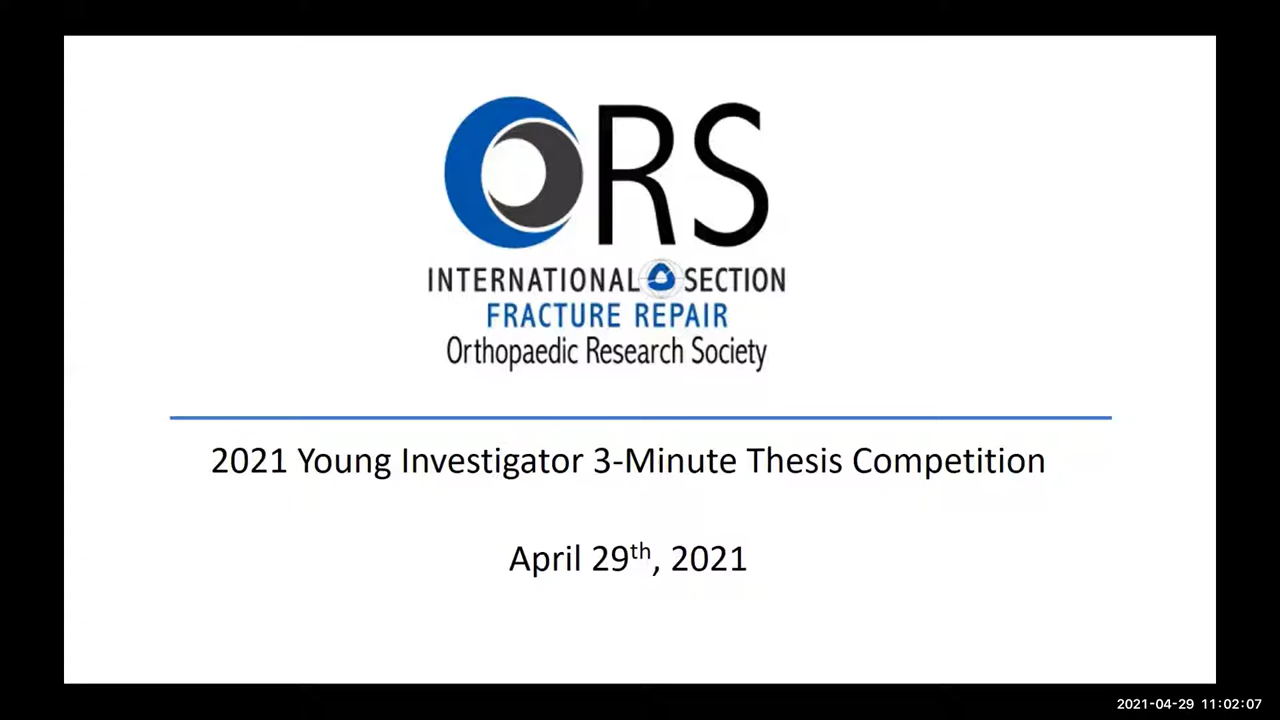 ORS
INTERNATIONAL SECTION
FRACTURE REPAIR
Orthopaedic Research Society
2021 Young Investigator 3-Minute Thesis Competition
April 29th, 2021
2021-04-29 11:02:07